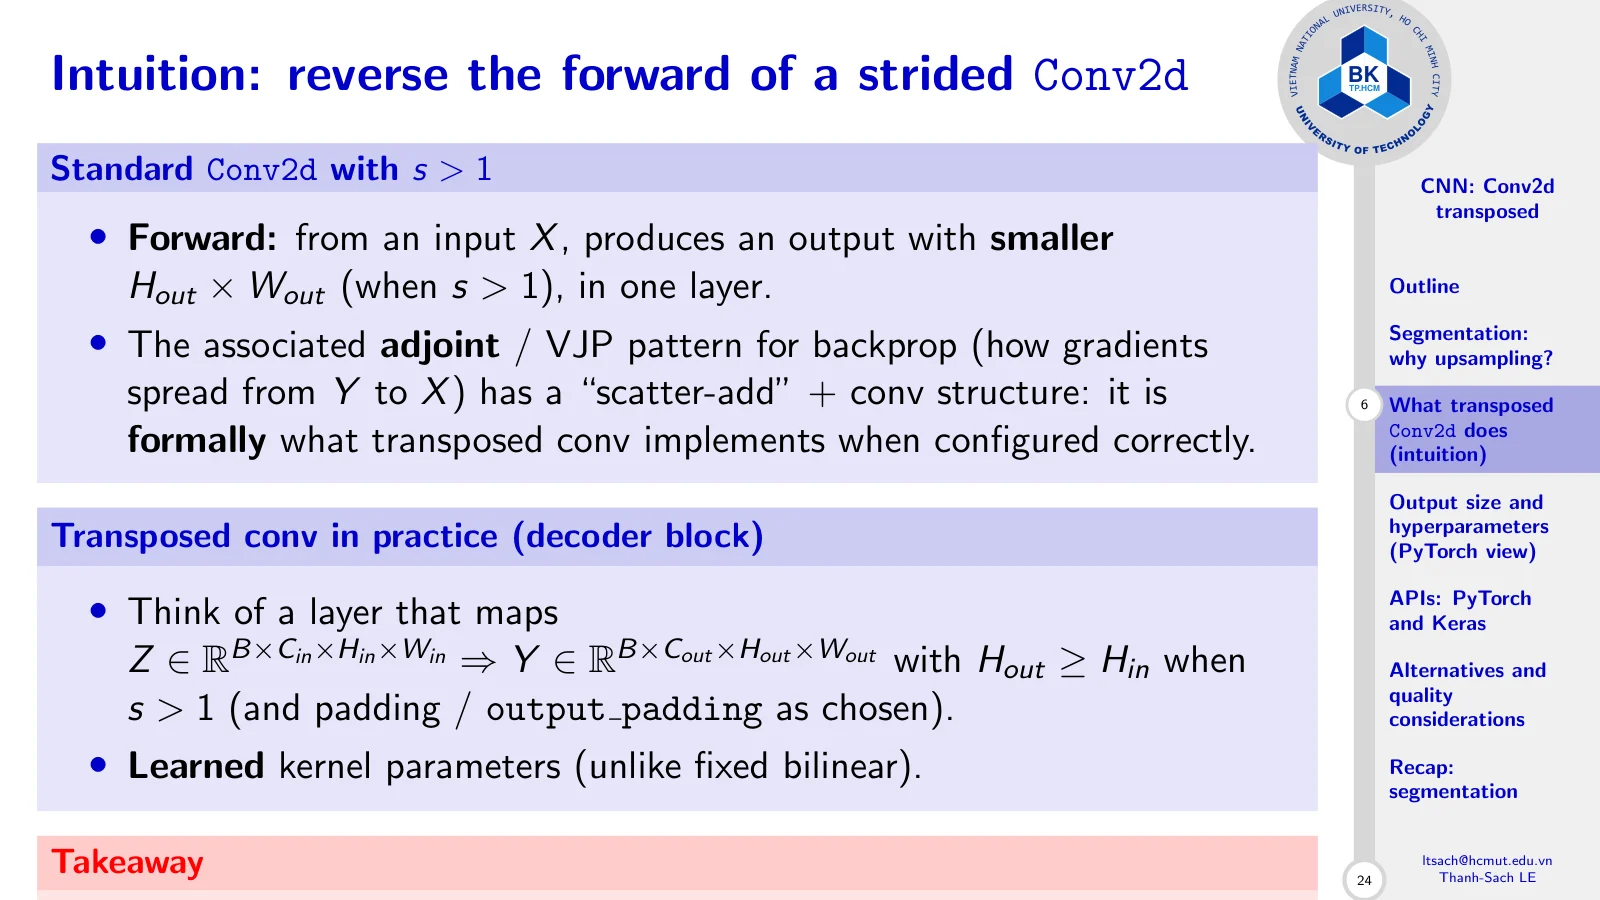 Intuition: reverse the forward of a strided Conv2d
Standard Conv2d with s > 1
• Forward: from an input X, produces an output with smaller
H_out × W_out (when s > 1), in one layer.
• The associated adjoint / VJP pattern for backprop (how gradients
spread from Y to X) has a “scatter-add” + conv structure: it is
formally what transposed conv implements when configured correctly.
Transposed conv in practice (decoder block)
• Think of a layer that maps
Z ∈ ℝ^{B×C_in×H_in×W_in} ⇒ Y ∈ ℝ^{B×C_out×H_out×W_out} with H_out ≥ H_in when
s > 1 (and padding / output_padding as chosen).
• Learned kernel parameters (unlike fixed bilinear).
Takeaway
VIETNAM NATIONAL UNIVERSITY, HO CHI MINH CITY
BK
TP.HCM
UNIVERSITY OF TECHNOLOGY
CNN: Conv2d
transposed
Outline
Segmentation:
why upsampling?
6
What transposed
Conv2d does
(intuition)
Output size and
hyperparameters
(PyTorch view)
APIs: PyTorch
and Keras
Alternatives and
quality
considerations
Recap:
segmentation
24
ltsach@hcmut.edu.vn
Thanh-Sach LE